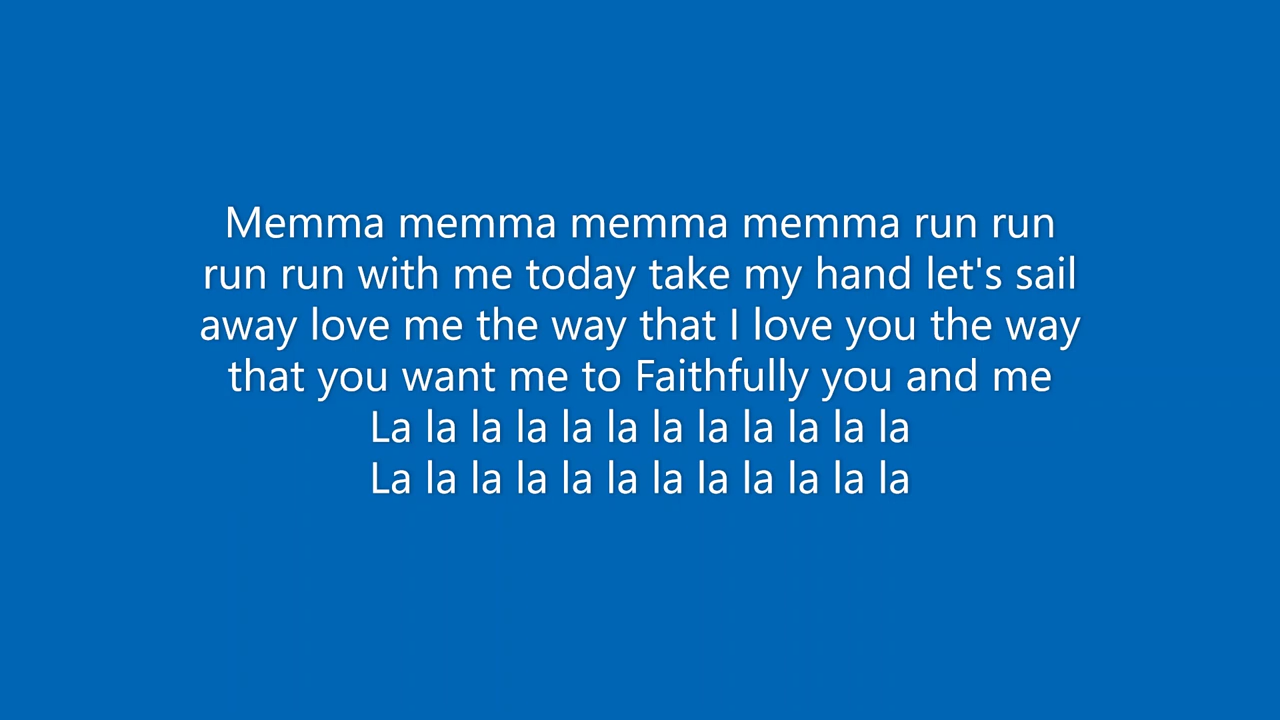 Memma memma memma memma run run
run run with me today take my hand let's sail
away love me the way that I love you the way
that you want me to Faithfully you and me
La la la la la la la la la la la la
La la la la la la la la la la la la